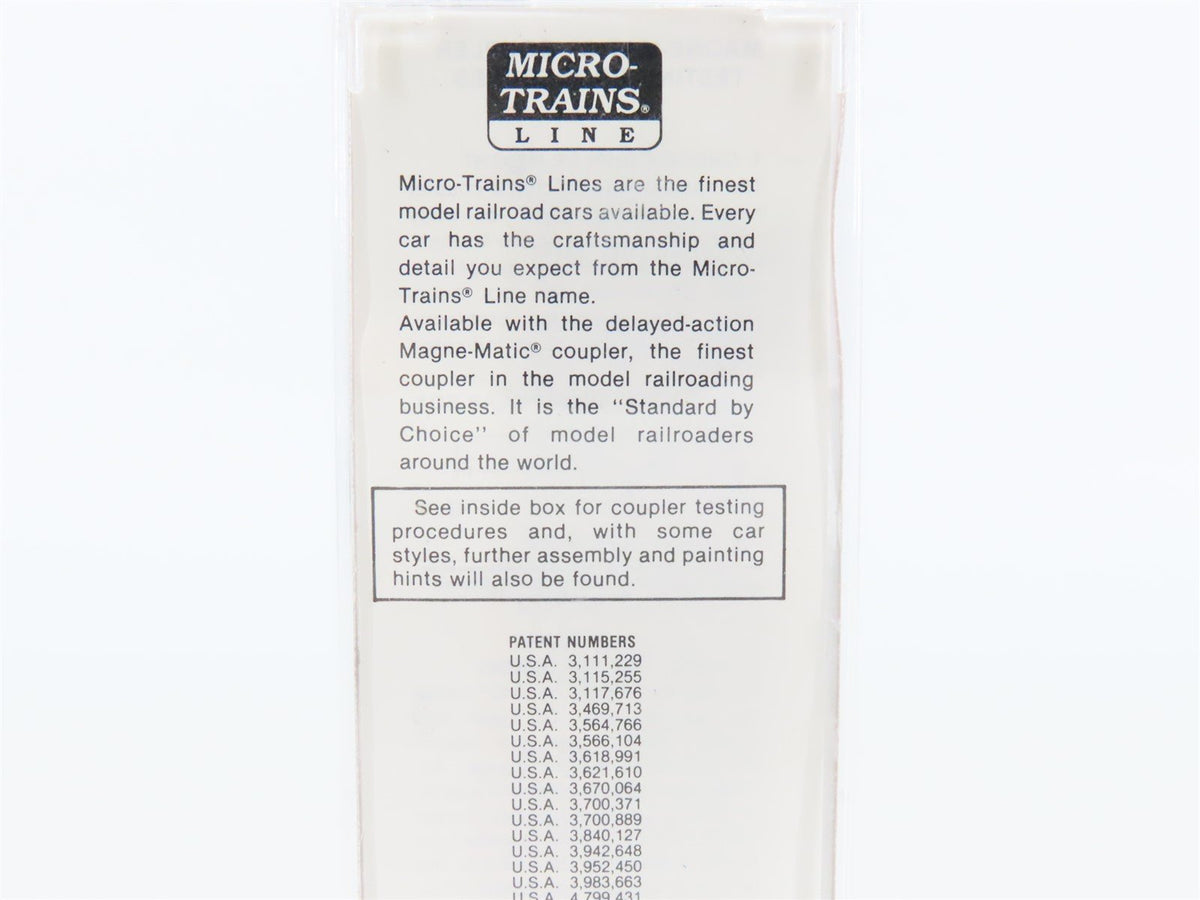 MICRO-
TRAINS®
LINE
Micro-Trains® Lines are the finest
model railroad cars available. Every
car has the craftsmanship and
detail you expect from the Micro-
Trains® Line name.
Available with the delayed-action
Magne-Matic® coupler, the finest
coupler in the model railroading
business. It is the "Standard by
Choice" of model railroaders
around the world.
See inside box for coupler testing
procedures and, with some car
styles, further assembly and painting
hints will also be found.
PATENT NUMBERS
U.S.A. 3,111,229
U.S.A. 3,115,255
U.S.A. 3,117,676
U.S.A. 3,469,713
U.S.A. 3,564,766
U.S.A. 3,566,104
U.S.A. 3,618,991
U.S.A. 3,621,610
U.S.A. 3,670,064
U.S.A. 3,700,371
U.S.A. 3,700,889
U.S.A. 3,840,127
U.S.A. 3,942,648
U.S.A. 3,952,450
U.S.A. 3,983,663
U.S.A. 4,799,431